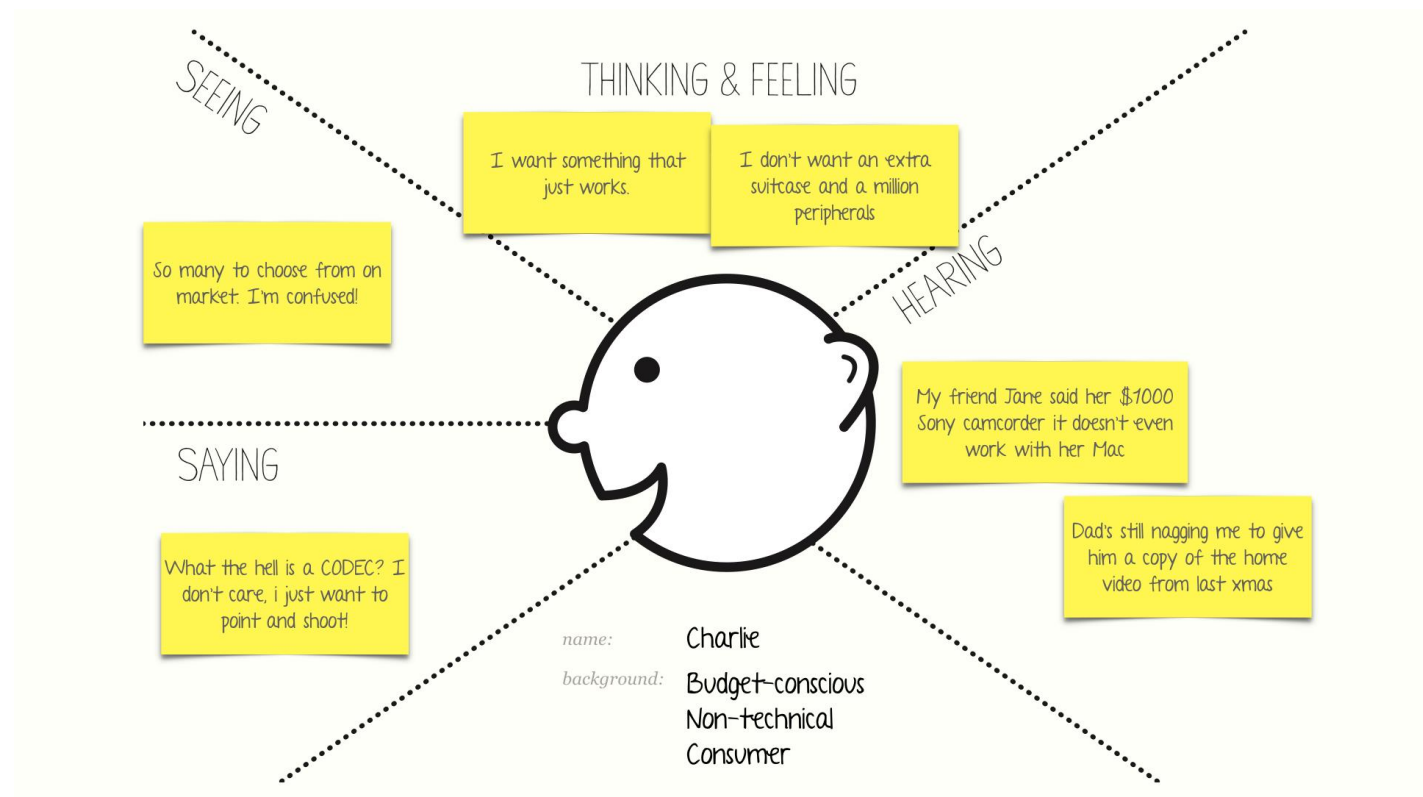 SEEING
THINKING & FEELING
I want something that
just works.
I don't want an extra
suitcase and a million
peripherals
So many to choose from on
market. I'm confused!
HEARING
My friend Jane said her $1000
Sony camcorder it doesn't even
work with her Mac
Dad's still nagging me to give
him a copy of the home
video from last xmas
SAYING
What the hell is a CODEC? I
don't care, i just want to
point and shoot!
name: Charlie
background: Budget-conscious
Non-technical
Consumer